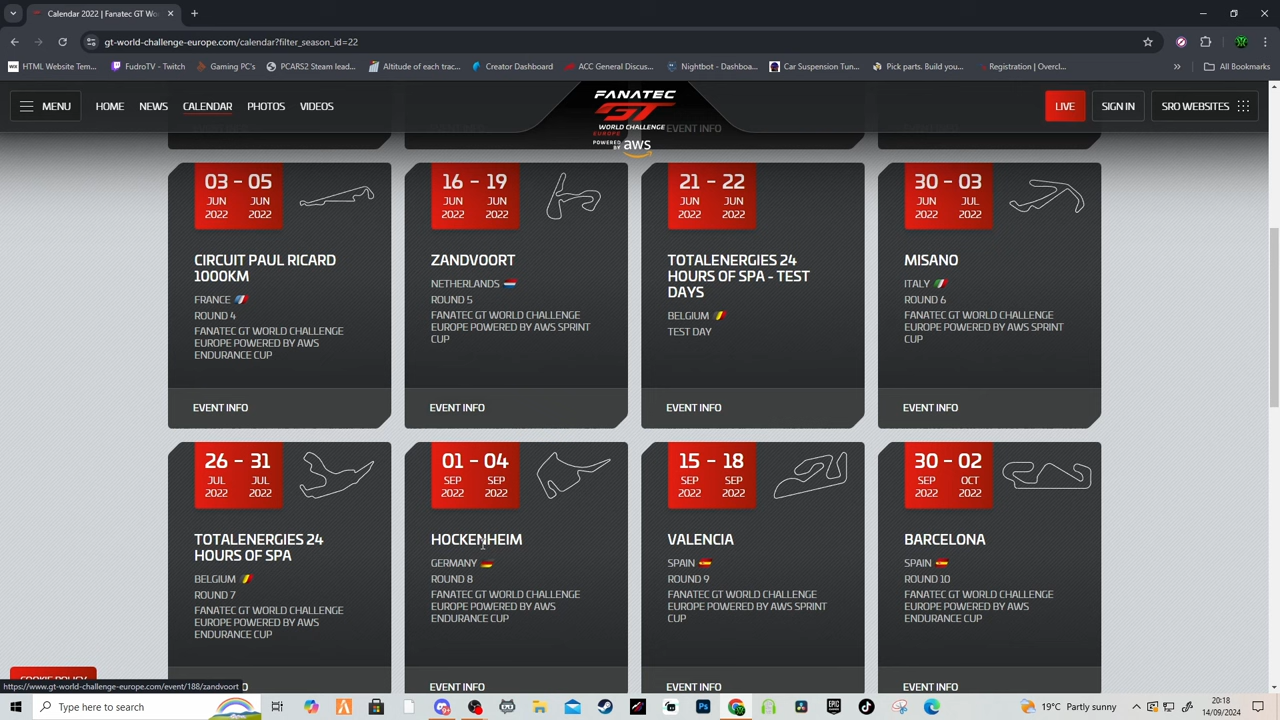 Calendar 2022 | Fanatec GT Wor
gt-world-challenge-europe.com/calendar?filter_season_id=22
HTML Website Tem... FudroTV - Twitch Gaming PC's PCARS2 Steam lead... Altitude of each trac... Creator Dashboard ACC General Discus... Nightbot - Dashboa... Car Suspension Tun... Pick parts. Build you... Registration | Overcl... » All Bookmarks
MENU HOME NEWS CALENDAR PHOTOS VIDEOS
FANATEC
GT
WORLD CHALLENGE
EUROPE
POWERED BY aws
LIVE SIGN IN SRO WEBSITES
EVENT INFO
03 - 05
JUN JUN
2022 2022
CIRCUIT PAUL RICARD
1000KM
FRANCE
ROUND 4
FANATEC GT WORLD CHALLENGE
EUROPE POWERED BY AWS
ENDURANCE CUP
EVENT INFO
16 - 19
JUN JUN
2022 2022
ZANDVOORT
NETHERLANDS
ROUND 5
FANATEC GT WORLD CHALLENGE
EUROPE POWERED BY AWS SPRINT
CUP
EVENT INFO
21 - 22
JUN JUN
2022 2022
TOTALENERGIES 24
HOURS OF SPA - TEST
DAYS
BELGIUM
TEST DAY
EVENT INFO
30 - 03
JUN JUL
2022 2022
MISANO
ITALY
ROUND 6
FANATEC GT WORLD CHALLENGE
EUROPE POWERED BY AWS SPRINT
CUP
EVENT INFO
26 - 31
JUL JUL
2022 2022
TOTALENERGIES 24
HOURS OF SPA
BELGIUM
ROUND 7
FANATEC GT WORLD CHALLENGE
EUROPE POWERED BY AWS
ENDURANCE CUP
01 - 04
SEP SEP
2022 2022
HOCKENHEIM
GERMANY
ROUND 8
FANATEC GT WORLD CHALLENGE
EUROPE POWERED BY AWS
ENDURANCE CUP
EVENT INFO
15 - 18
SEP SEP
2022 2022
VALENCIA
SPAIN
ROUND 9
FANATEC GT WORLD CHALLENGE
EUROPE POWERED BY AWS SPRINT
CUP
EVENT INFO
30 - 02
SEP OCT
2022 2022
BARCELONA
SPAIN
ROUND 10
FANATEC GT WORLD CHALLENGE
EUROPE POWERED BY AWS
ENDURANCE CUP
EVENT INFO
COOKIE POLICY
https://www.gt-world-challenge-europe.com/event/188/zandvoort
Type here to search
19°C Partly sunny
20:18
14/09/2024